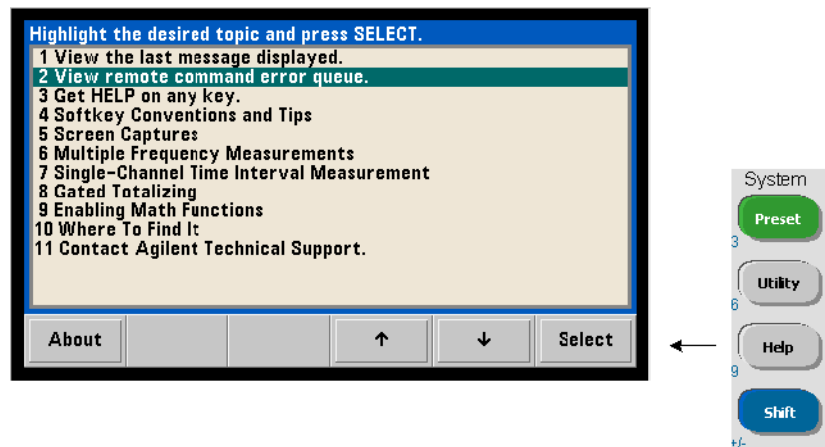 Highlight the desired topic and press SELECT.
1 View the last message displayed.
2 View remote command error queue.
3 Get HELP on any key.
4 Softkey Conventions and Tips
5 Screen Captures
6 Multiple Frequency Measurements
7 Single-Channel Time Interval Measurement
8 Gated Totalizing
9 Enabling Math Functions
10 Where To Find It
11 Contact Agilent Technical Support.
About ↑ ↓ Select
System
Preset
3
Utility
6
Help
9
Shift
+/-